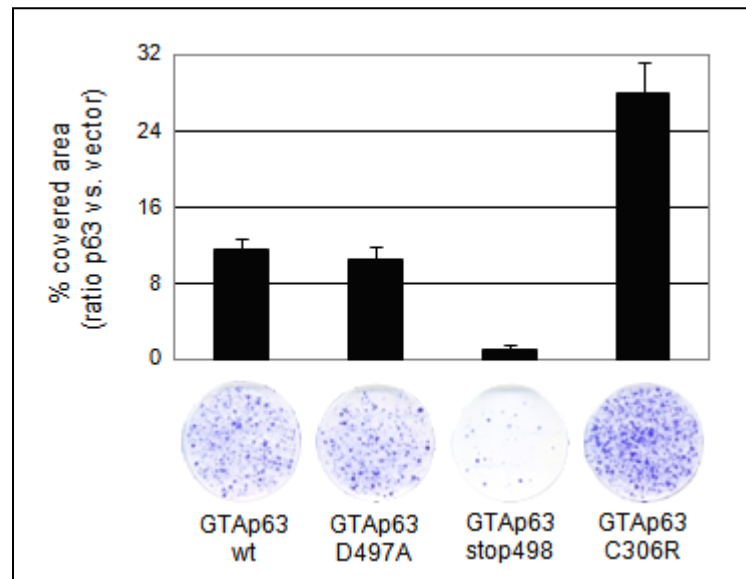 % covered area
(ratio p63 vs. vector)
32
24
16
8
0
GTAp63
wt
GTAp63
D497A
GTAp63
stop498
GTAp63
C306R